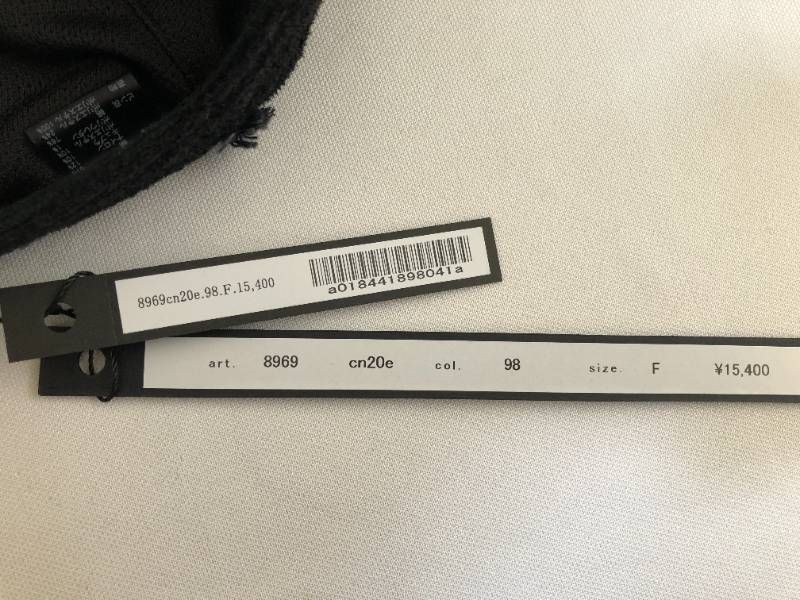 8969cn20e.98.F.15,400
a018441898041a
art. 8969 cn20e col. 98 size. F ¥15,400